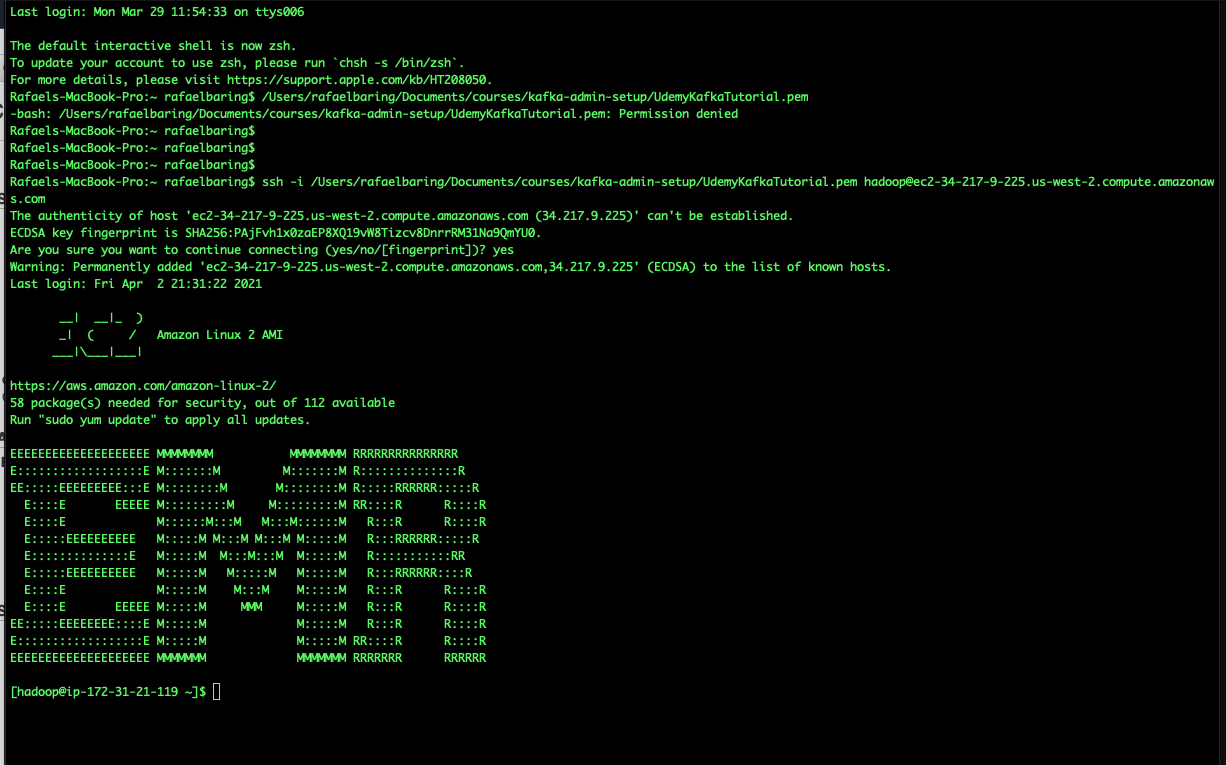 Last login: Mon Mar 29 11:54:33 on ttys006

The default interactive shell is now zsh.
To update your account to use zsh, please run `chsh -s /bin/zsh`.
For more details, please visit https://support.apple.com/kb/HT208050.
Rafaels-MacBook-Pro:~ rafaelbaring$ /Users/rafaelbaring/Documents/courses/kafka-admin-setup/UdemyKafkaTutorial.pem
-bash: /Users/rafaelbaring/Documents/courses/kafka-admin-setup/UdemyKafkaTutorial.pem: Permission denied
Rafaels-MacBook-Pro:~ rafaelbaring$
Rafaels-MacBook-Pro:~ rafaelbaring$
Rafaels-MacBook-Pro:~ rafaelbaring$
Rafaels-MacBook-Pro:~ rafaelbaring$ ssh -i /Users/rafaelbaring/Documents/courses/kafka-admin-setup/UdemyKafkaTutorial.pem hadoop@ec2-34-217-9-225.us-west-2.compute.amazonaw
s.com
The authenticity of host 'ec2-34-217-9-225.us-west-2.compute.amazonaws.com (34.217.9.225)' can't be established.
ECDSA key fingerprint is SHA256:PAjFvh1x0zaEP8XQ19vW8Tizcv8DnrrRM31Na9QmYU0.
Are you sure you want to continue connecting (yes/no/[fingerprint])? yes
Warning: Permanently added 'ec2-34-217-9-225.us-west-2.compute.amazonaws.com,34.217.9.225' (ECDSA) to the list of known hosts.
Last login: Fri Apr  2 21:31:22 2021

       __|  __|_  )
       _|  (     /   Amazon Linux 2 AMI
      ___|\___|___|

https://aws.amazon.com/amazon-linux-2/
58 package(s) needed for security, out of 112 available
Run "sudo yum update" to apply all updates.

EEEEEEEEEEEEEEEEEEEE MMMMMMMM           MMMMMMMM RRRRRRRRRRRRRRR
E::::::::::::::::::E M:::::::M         M:::::::M R::::::::::::::R
EE:::::EEEEEEEEE:::E M::::::::M       M::::::::M R:::::RRRRRR:::::R
  E::::E       EEEEE M:::::::::M     M:::::::::M RR::::R      R::::R
  E::::E             M::::::M:::M   M:::M::::::M   R:::R      R::::R
  E:::::EEEEEEEEEE   M:::::M M:::M M:::M M:::::M   R:::RRRRRR:::::R
  E::::::::::::::E   M:::::M  M:::M:::M  M:::::M   R:::::::::::RR
  E:::::EEEEEEEEEE   M:::::M   M:::::M   M:::::M   R:::RRRRRR::::R
  E::::E             M:::::M    M:::M    M:::::M   R:::R      R::::R
  E::::E       EEEEE M:::::M     MMM     M:::::M   R:::R      R::::R
EE:::::EEEEEEEE::::E M:::::M             M:::::M   R:::R      R::::R
E::::::::::::::::::E M:::::M             M:::::M RR::::R      R::::R
EEEEEEEEEEEEEEEEEEEE MMMMMMM             MMMMMMM RRRRRRR      RRRRRR

[hadoop@ip-172-31-21-119 ~]$